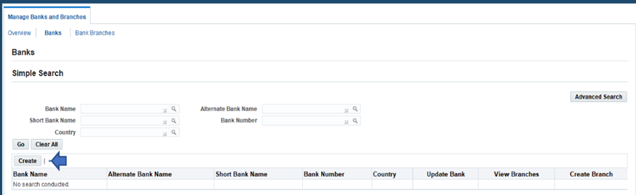 Manage Banks and Branches
Overview | Banks | Bank Branches
Banks
Simple Search
Advanced Search
Bank Name Alternate Bank Name
Short Bank Name Bank Number
Country
Go Clear All
Create |
Bank Name Alternate Bank Name Short Bank Name Bank Number Country Update Bank View Branches Create Branch
No search conducted.